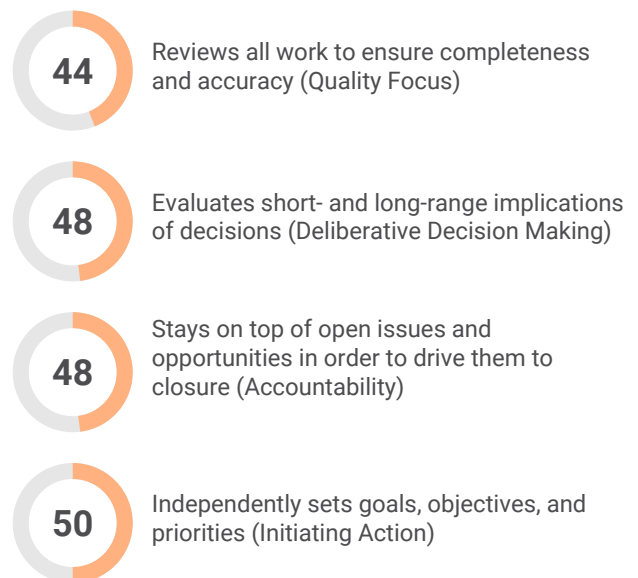 44
Reviews all work to ensure completeness
and accuracy (Quality Focus)
48
Evaluates short- and long-range implications
of decisions (Deliberative Decision Making)
48
Stays on top of open issues and
opportunities in order to drive them to
closure (Accountability)
50
Independently sets goals, objectives, and
priorities (Initiating Action)